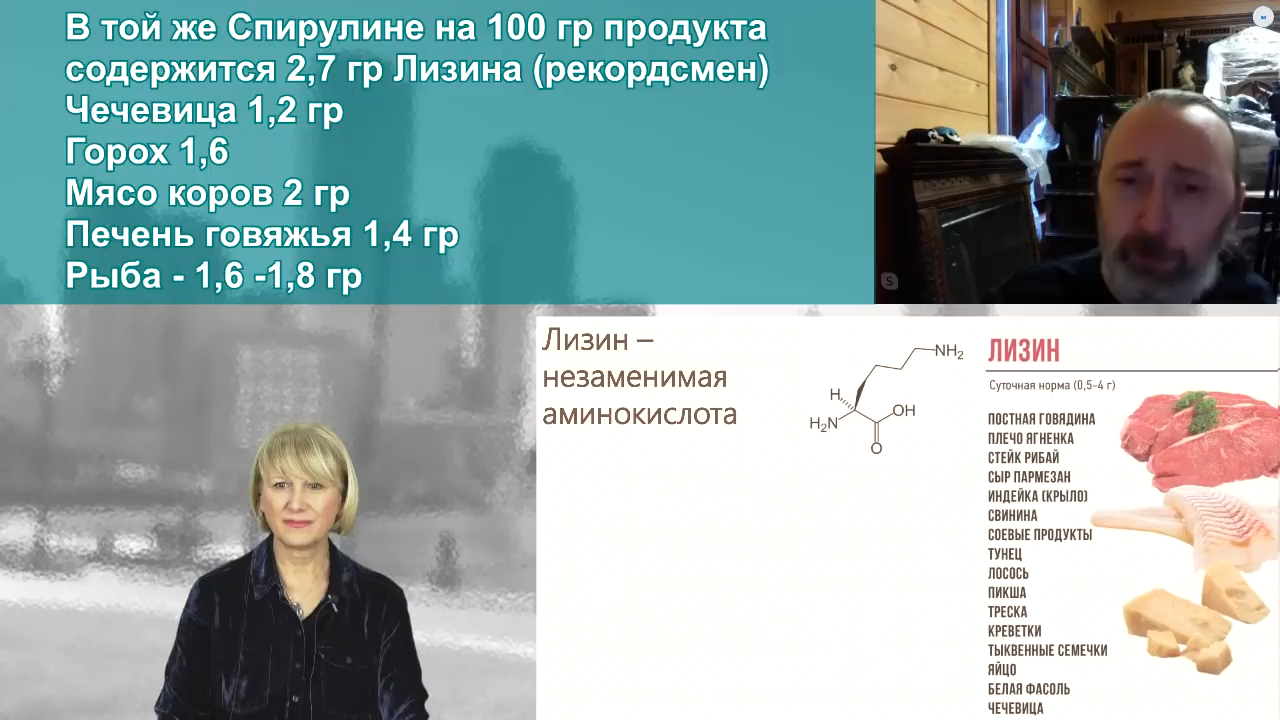 В той же Спирулине на 100 гр продукта
содержится 2,7 гр Лизина (рекордсмен)
Чечевица 1,2 гр
Горох 1,6
Мясо коров 2 гр
Печень говяжья 1,4 гр
Рыба - 1,6 -1,8 гр
S
Лизин –
незаменимая
аминокислота
NH2
H
H2N
OH
O
ЛИЗИН
Суточная норма (0,5-4 г)
ПОСТНАЯ ГОВЯДИНА
ПЛЕЧО ЯГНЕНКА
СТЕЙК РИБАЙ
СЫР ПАРМЕЗАН
ИНДЕЙКА (КРЫЛО)
СВИНИНА
СОЕВЫЕ ПРОДУКТЫ
ТУНЕЦ
ЛОСОСЬ
ПИКША
ТРЕСКА
КРЕВЕТКИ
ТЫКВЕННЫЕ СЕМЕЧКИ
ЯЙЦО
БЕЛАЯ ФАСОЛЬ
ЧЕЧЕВИЦА